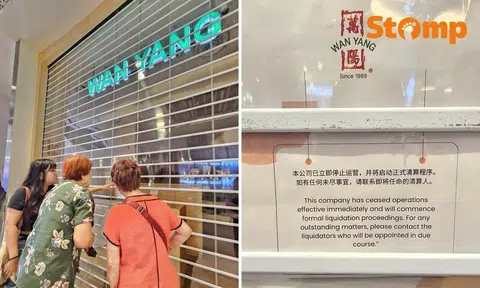 WAN YANG
Stomp
萬陽
WAN YANG
®
Since 1989
本公司已立即停止运营，并将启动正式清算程序。
如有任何未尽事宜，请联系即将任命的清算人。
This company has ceased operations
effective immediately and will commence
formal liquidation proceedings. For any
outstanding matters, please contact the
liquidators who will be appointed in due
course."